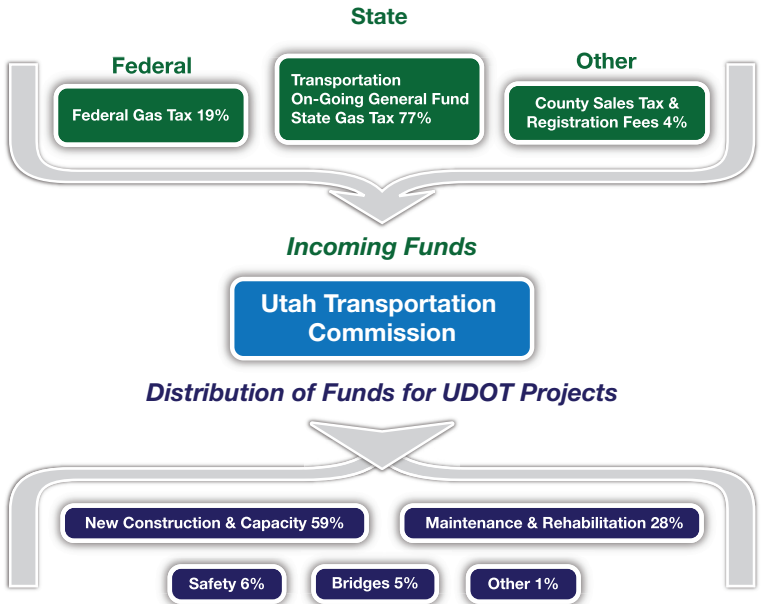 State
Federal
Other
Federal Gas Tax 19%
Transportation
On-Going General Fund
State Gas Tax 77%
County Sales Tax &
Registration Fees 4%
Incoming Funds
Utah Transportation
Commission
Distribution of Funds for UDOT Projects
New Construction & Capacity 59%
Maintenance & Rehabilitation 28%
Safety 6%
Bridges 5%
Other 1%